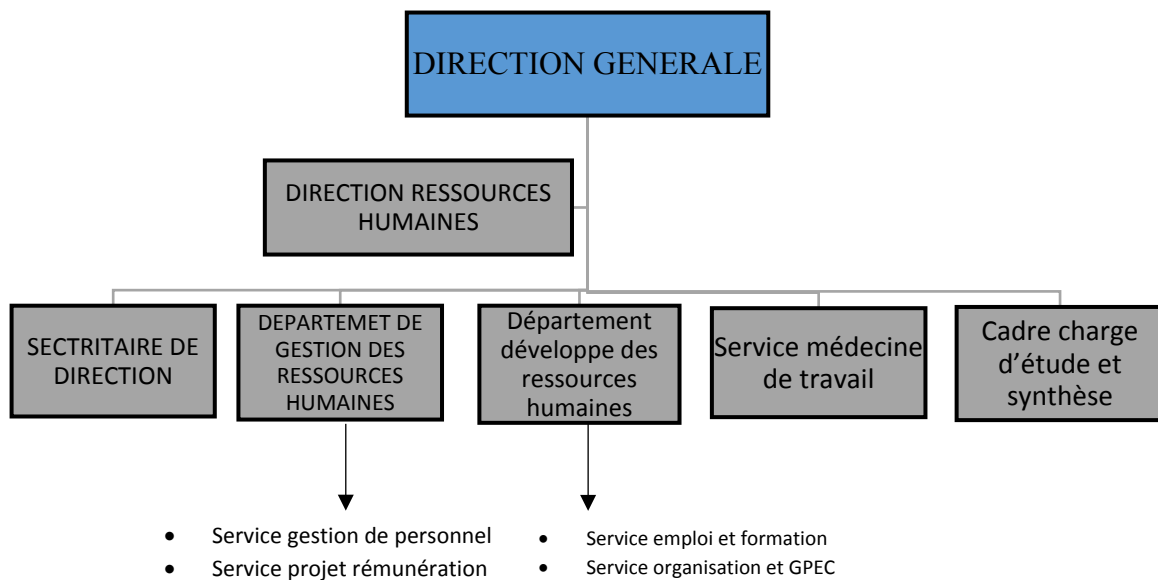 DIRECTION GENERALE
DIRECTION RESSOURCES
HUMAINES
SECTRITAIRE DE
DIRECTION
DEPARTEMET DE
GESTION DES
RESSOURCES
HUMAINES
Département
développe des
ressources
humaines
Service médecine
de travail
Cadre charge
d’étude et
synthèse
• Service gestion de personnel
• Service projet rémunération
• Service emploi et formation
• Service organisation et GPEC